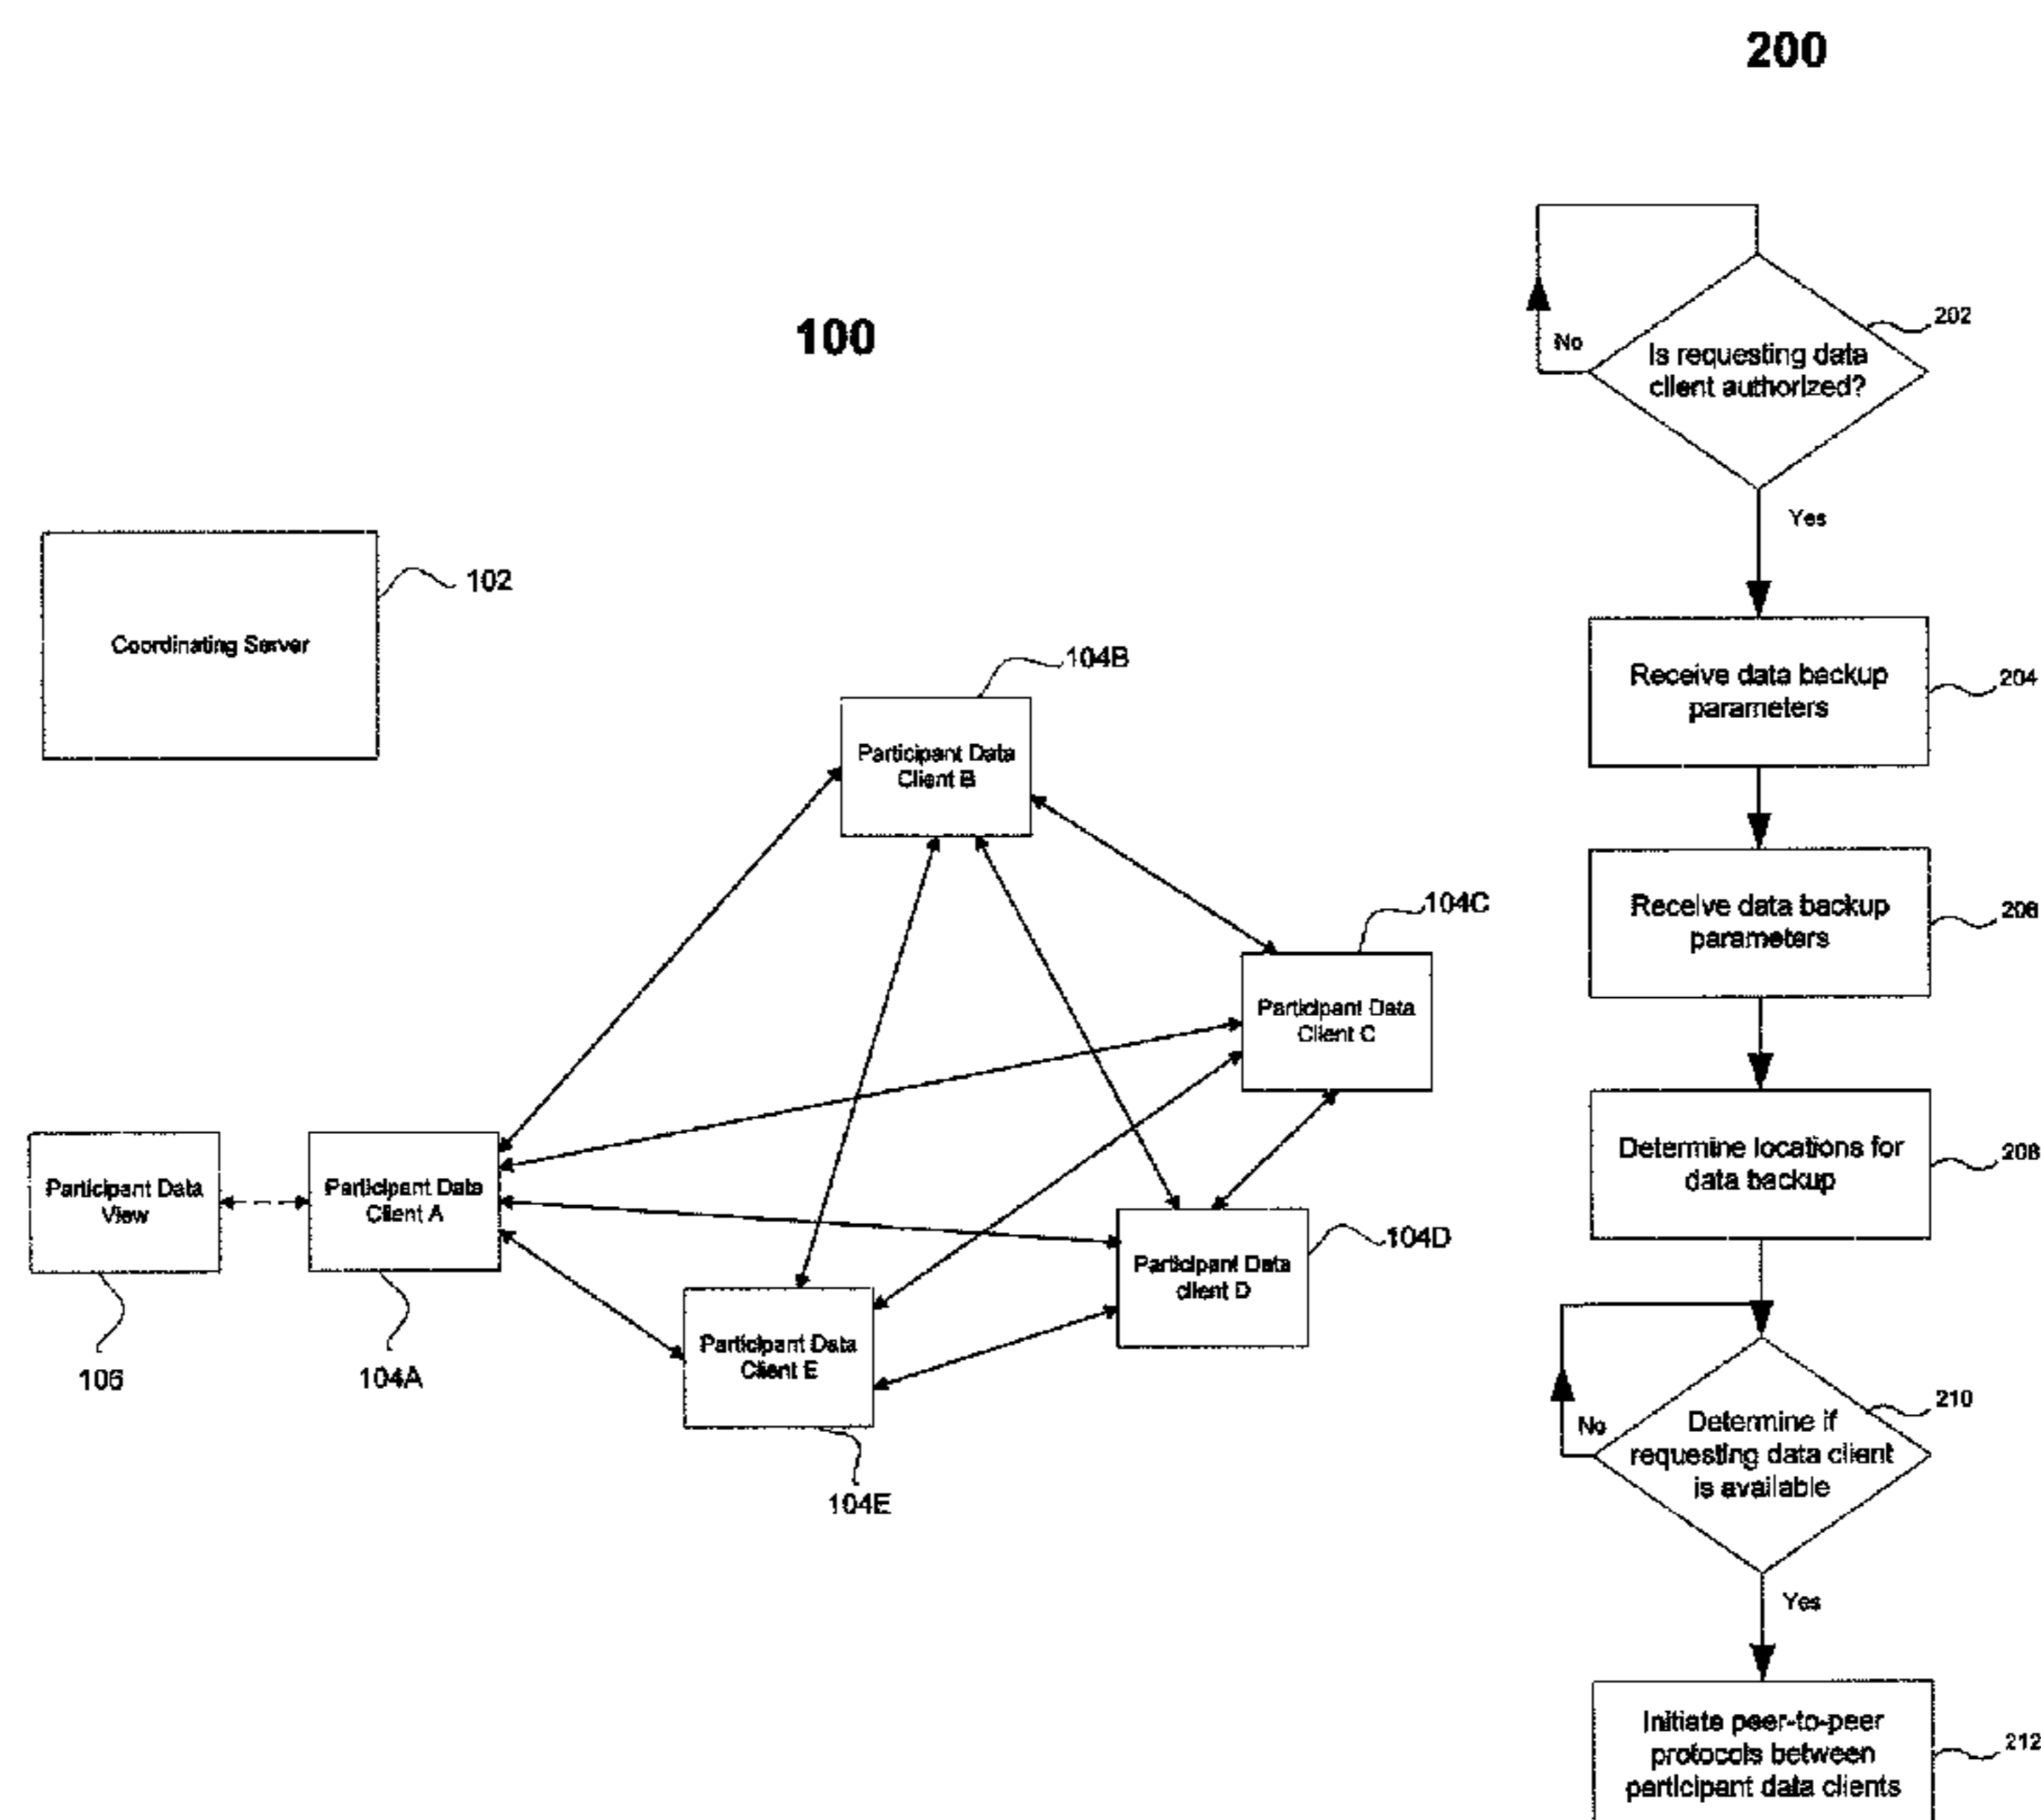 200
100
202
No
Is requesting data
client authorized?
Yes
Coordinating Server
102
204
Receive data backup
parameters
104B
Participant Data
Client B
206
Receive data backup
parameters
104C
Participant Data
Client C
Determine locations for
data backup
208
Participant Data
View
Participant Data
Client A
104D
Participant Data
client D
106
104A
Participant Data
Client E
104E
210
No
Determine if
requesting data client
is available
Yes
Initiate peer-to-peer
protocols between
participant data clients
212